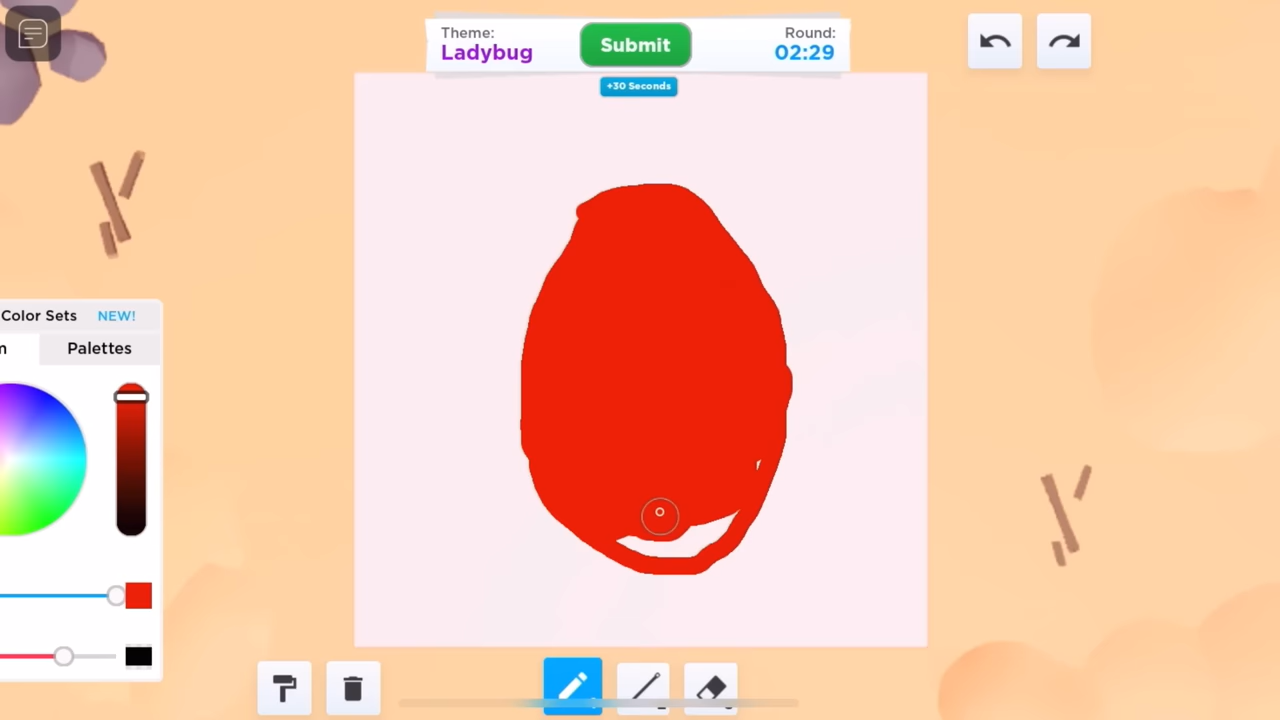 Theme:
Ladybug
Submit
Round:
02:29
+30 Seconds
Color Sets NEW!
Palettes